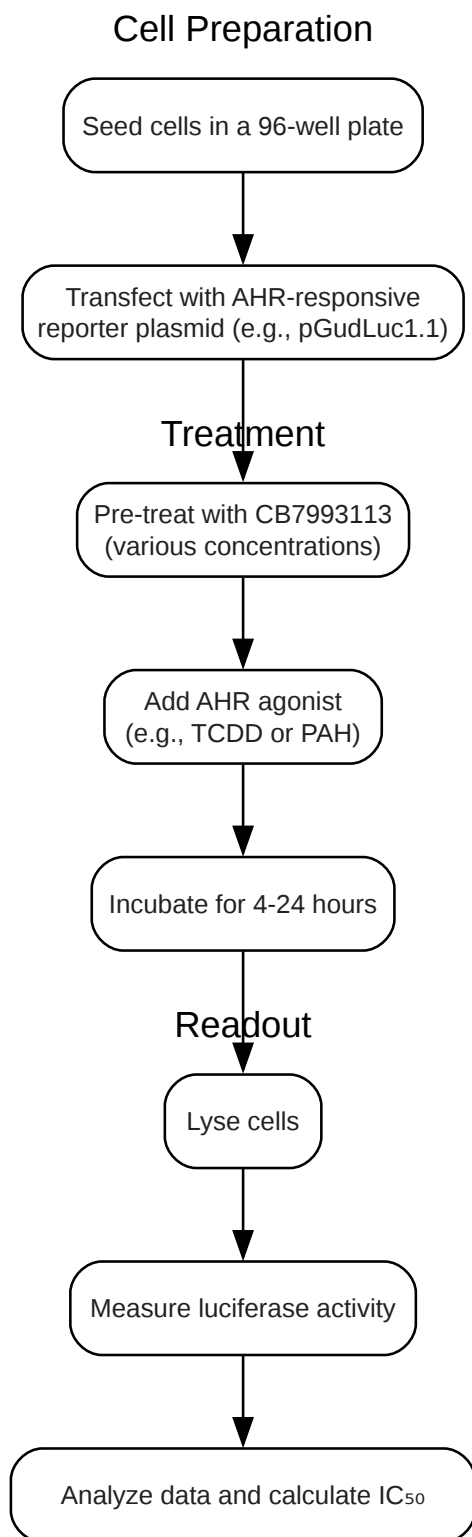 Cell Preparation
Seed cells in a 96-well plate
Transfect with AHR-responsive
reporter plasmid (e.g., pGudLuc1.1)
Treatment
Pre-treat with CB7993113
(various concentrations)
Add AHR agonist
(e.g., TCDD or PAH)
Incubate for 4-24 hours
Readout
Lyse cells
Measure luciferase activity
Analyze data and calculate IC₅₀